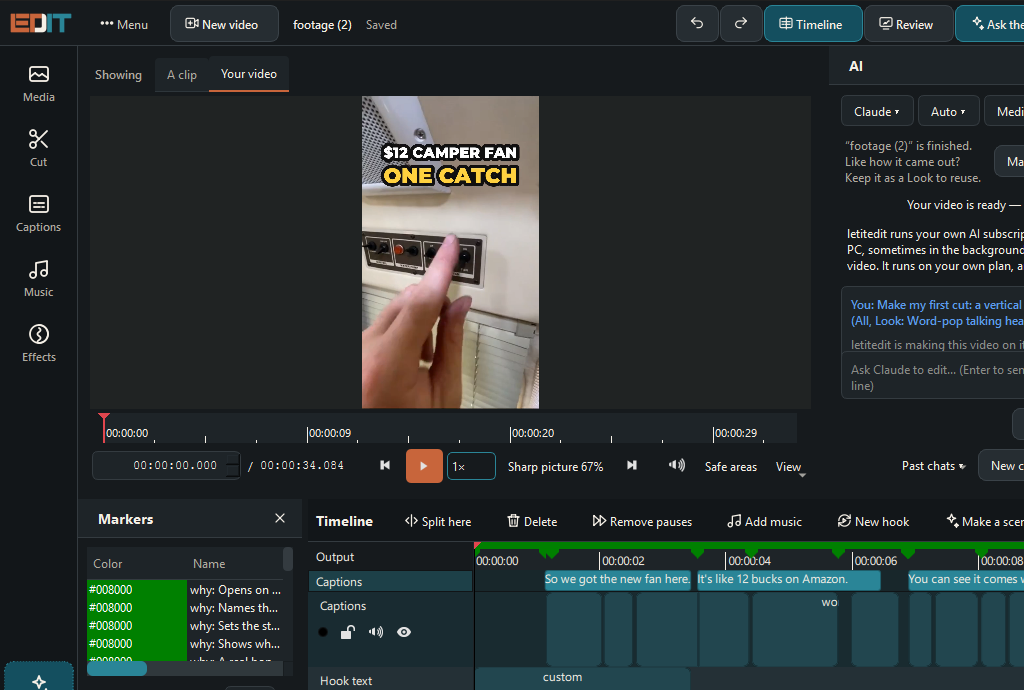 EDIT
Menu
New video
footage (2)
Saved
Timeline
Review
Ask the
Media
Cut
Captions
Music
Effects
Showing
A clip
Your video
$12 CAMPER FAN
ONE CATCH
00:00:00
00:00:09
00:00:20
00:00:29
00:00:00.000
/ 00:00:34.084
1×
Sharp picture 67%
Safe areas
View
AI
Claude
Auto
Medi
“footage (2)” is finished.
Like how it came out?
Keep it as a Look to reuse.
Ma
Your video is ready —
letitedit runs your own AI subscrip
PC, sometimes in the background
video. It runs on your own plan, a
You: Make my first cut: a vertical
(All, Look: Word-pop talking hea
letitedit is making this video on it
Ask Claude to edit... (Enter to sen
line)
Past chats
New c
Markers
Color
Name
#008000
why: Opens on ...
#008000
why: Names th...
#008000
why: Sets the st...
#008000
why: Shows wh...
Timeline
Split here
Delete
Remove pauses
Add music
New hook
Make a scen
Output
00:00:00
00:00:02
00:00:04
00:00:06
00:00:08
Captions
So we got the new fan here.
It's like 12 bucks on Amazon.
You can see it comes w
Captions
wo
Hook text
custom